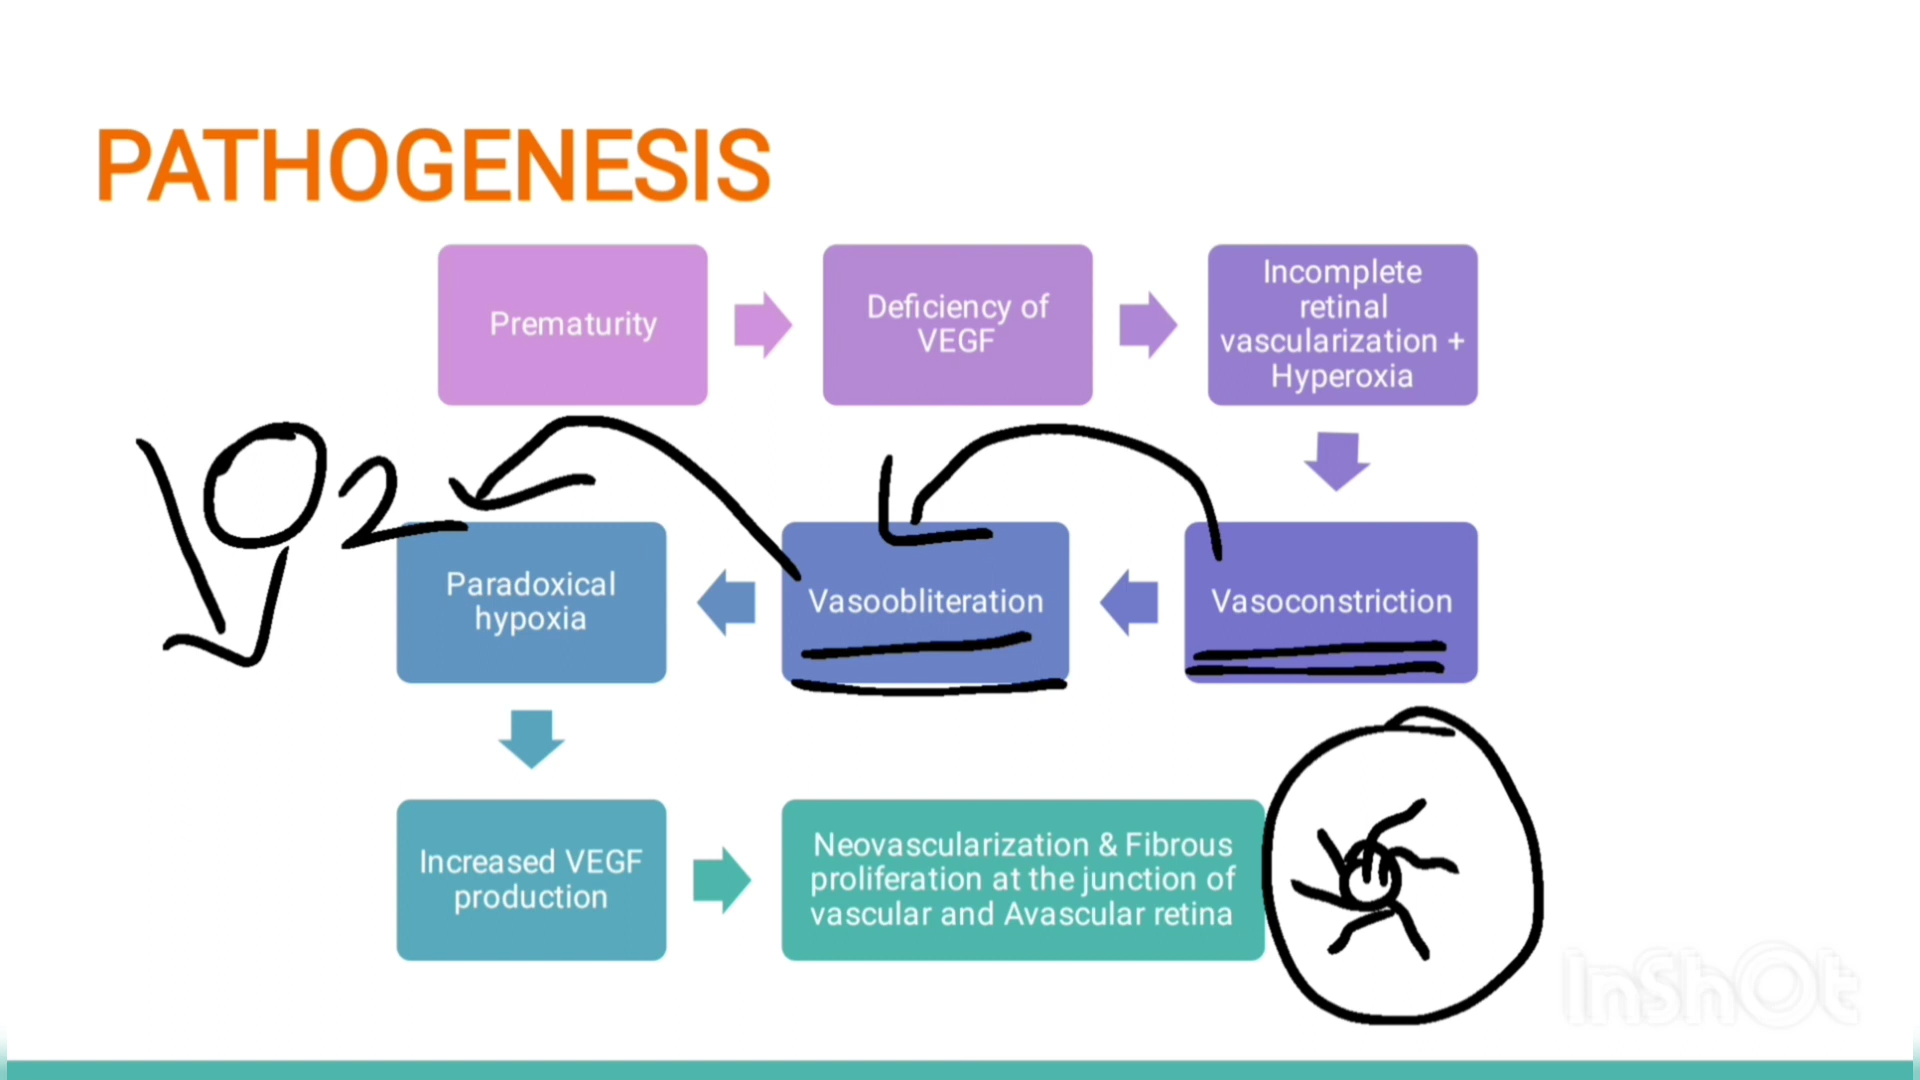 PATHOGENESIS
Prematurity
Deficiency of
VEGF
Incomplete
retinal
vascularization +
Hyperoxia
O2
Paradoxical
hypoxia
Vasoobliteration
Vasoconstriction
Increased VEGF
production
Neovascularization & Fibrous
proliferation at the junction of
vascular and Avascular retina
InShOt